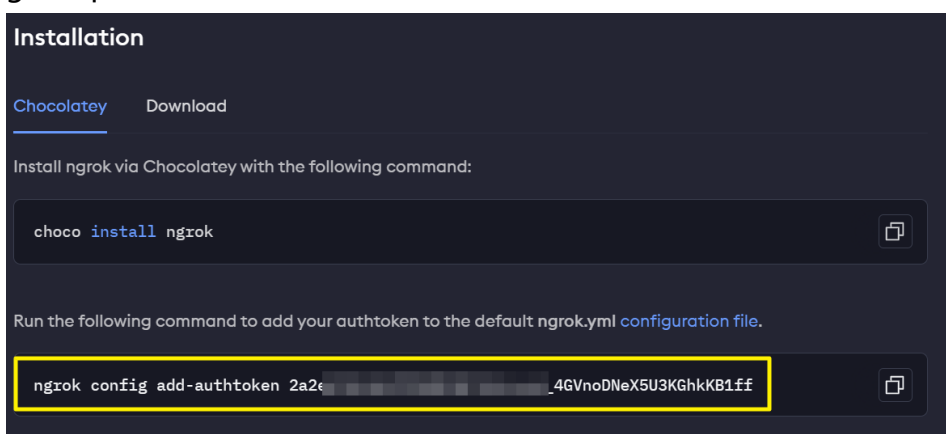 Installation
Chocolatey Download
Install ngrok via Chocolatey with the following command:
choco install ngrok
Run the following command to add your authtoken to the default ngrok.yml configuration file.
ngrok config add-authtoken 2a2e _4GVnoDNeX5U3KGhkKB1ff